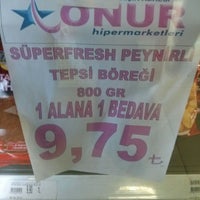 ONUR
hipermarketleri
SÜPERFRESH PEYNİRLİ
TEPSİ BÖREĞİ
800 GR
1 ALANA 1 BEDAVA
9,75 ₺